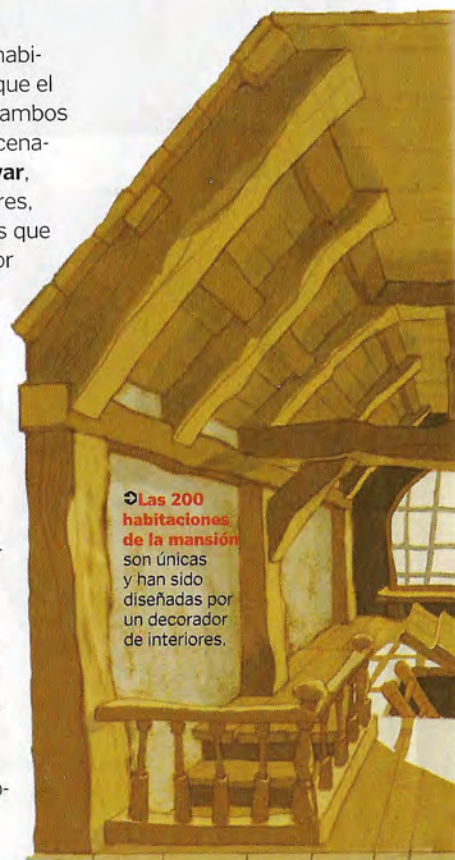 habi-
que el
ambos
cena-
var,
res,
s que
or
➲Las 200
habitaciones
de la mansión
son únicas
y han sido
diseñadas por
un decorador
de interiores.